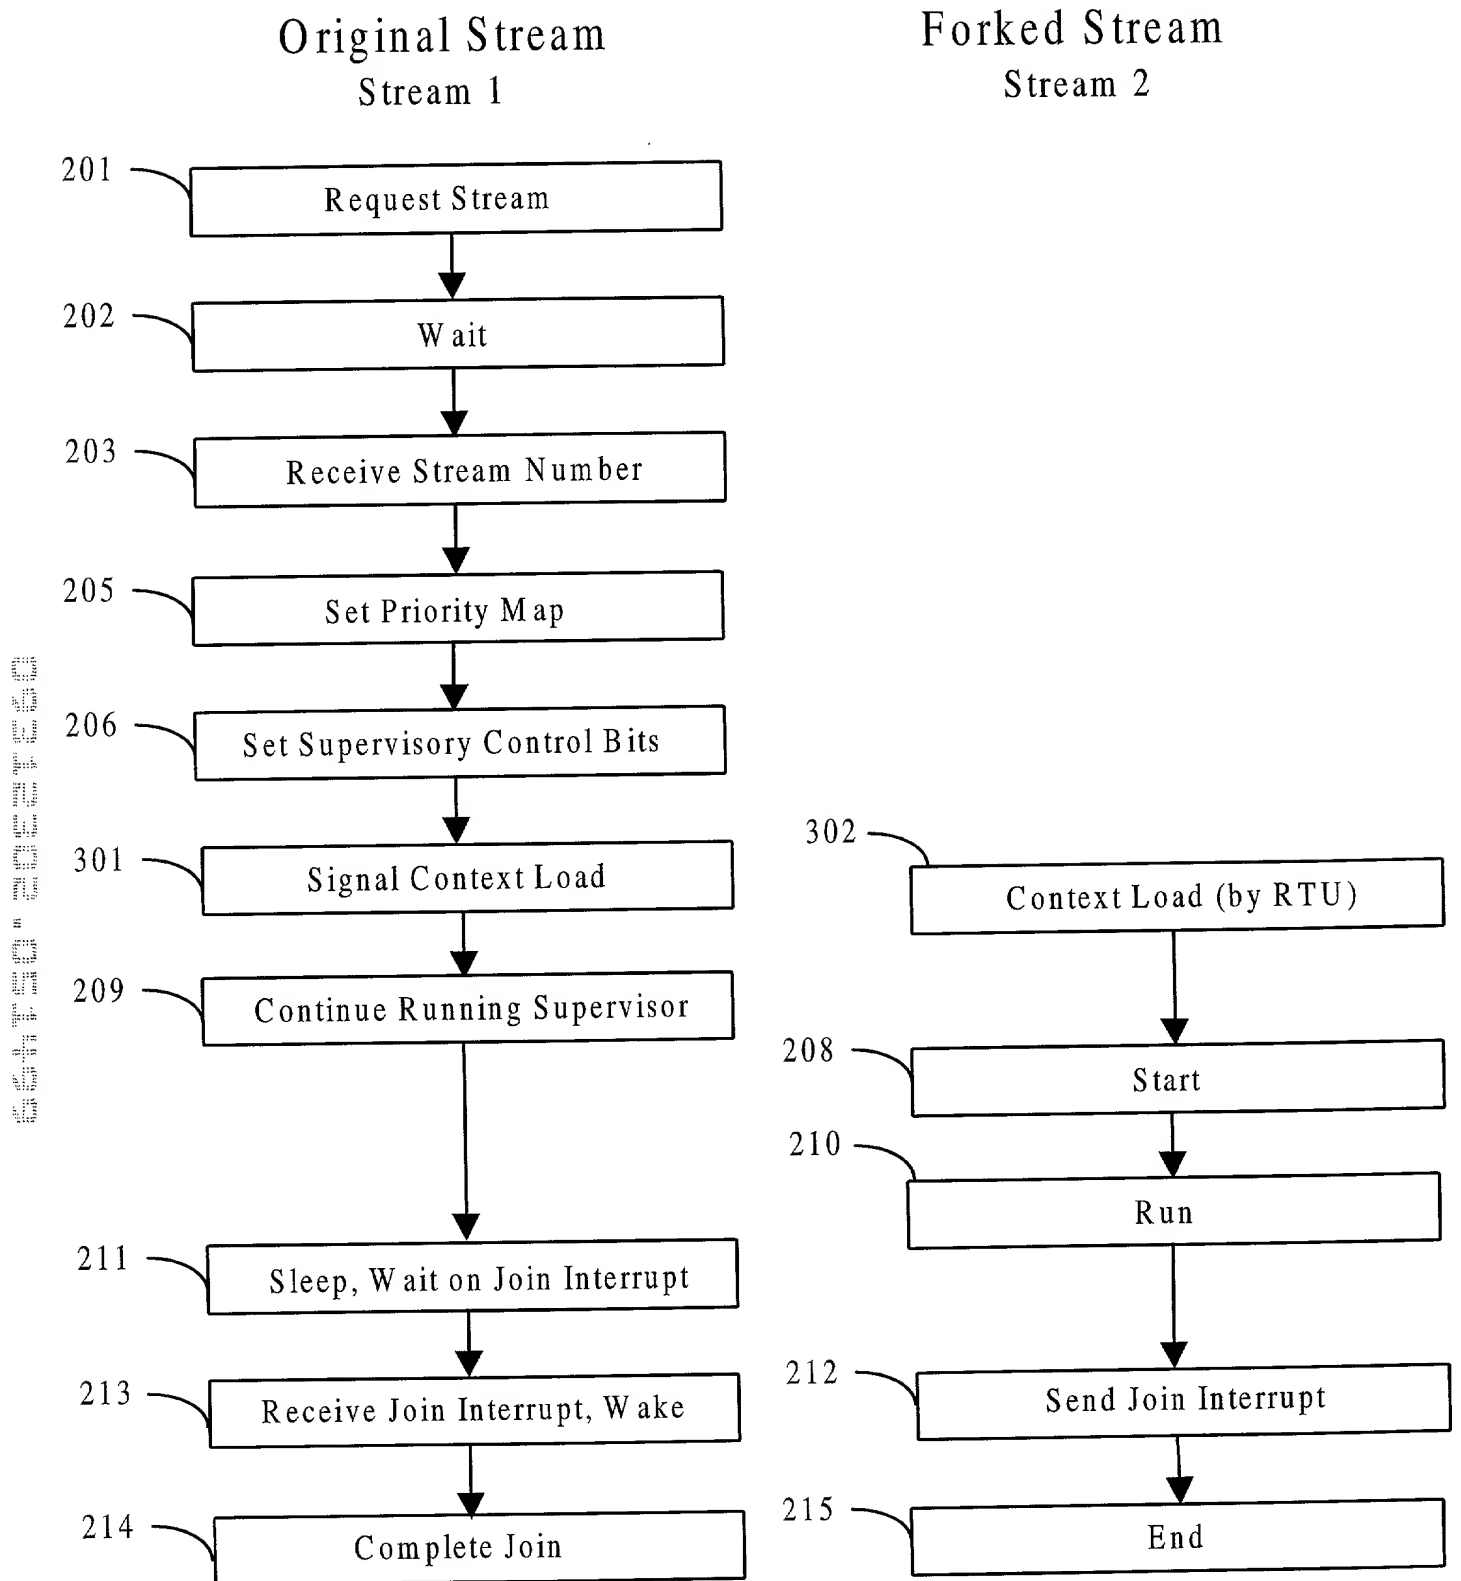 Original Stream
Stream 1
201
Request Stream
202
Wait
203
Receive Stream Number
205
Set Priority Map
206
Set Supervisory Control Bits
301
Signal Context Load
209
Continue Running Supervisor
211
Sleep, Wait on Join Interrupt
213
Receive Join Interrupt, Wake
214
Complete Join
Forked Stream
Stream 2
302
Context Load (by RTU)
208
Start
210
Run
212
Send Join Interrupt
215
End